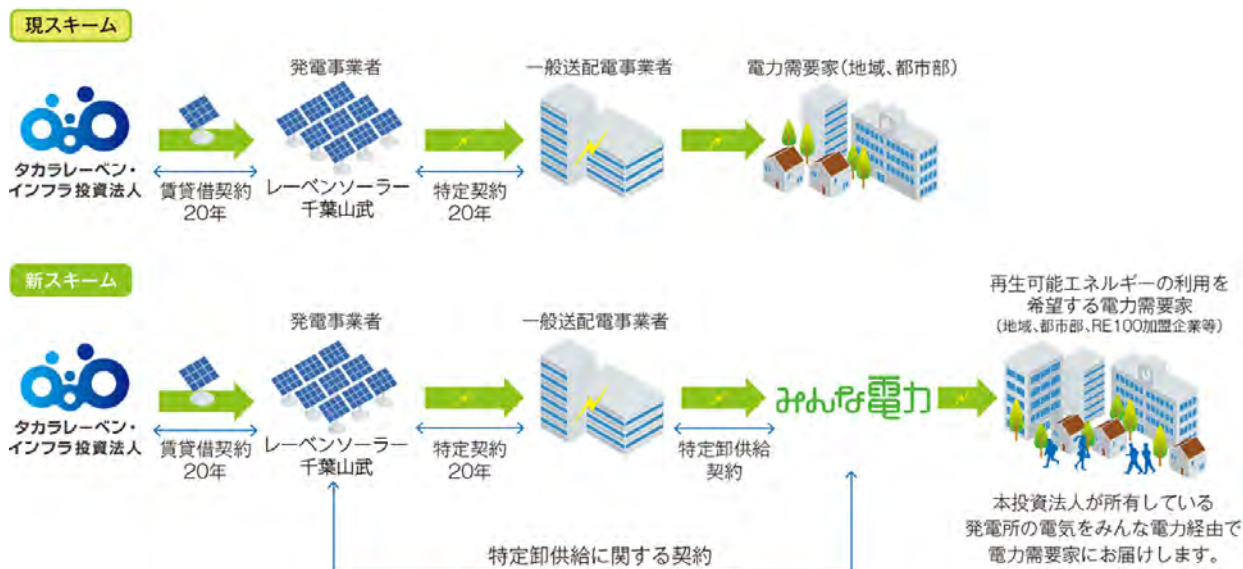 現スキーム
発電事業者
一般送配電事業者
電力需要家(地域、都市部)
タカラレーベン・
インフラ投資法人
賃貸借契約
20年
レーベンソーラー
千葉山武
特定契約
20年
新スキーム
再生可能エネルギーの利用を
希望する電力需要家
(地域、都市部、RE100加盟企業等)
発電事業者
一般送配電事業者
みんな電力
タカラレーベン・
インフラ投資法人
賃貸借契約
20年
レーベンソーラー
千葉山武
特定契約
20年
特定卸供給
契約
本投資法人が所有している
発電所の電気をみんな電力経由で
電力需要家にお届けします。
特定卸供給に関する契約